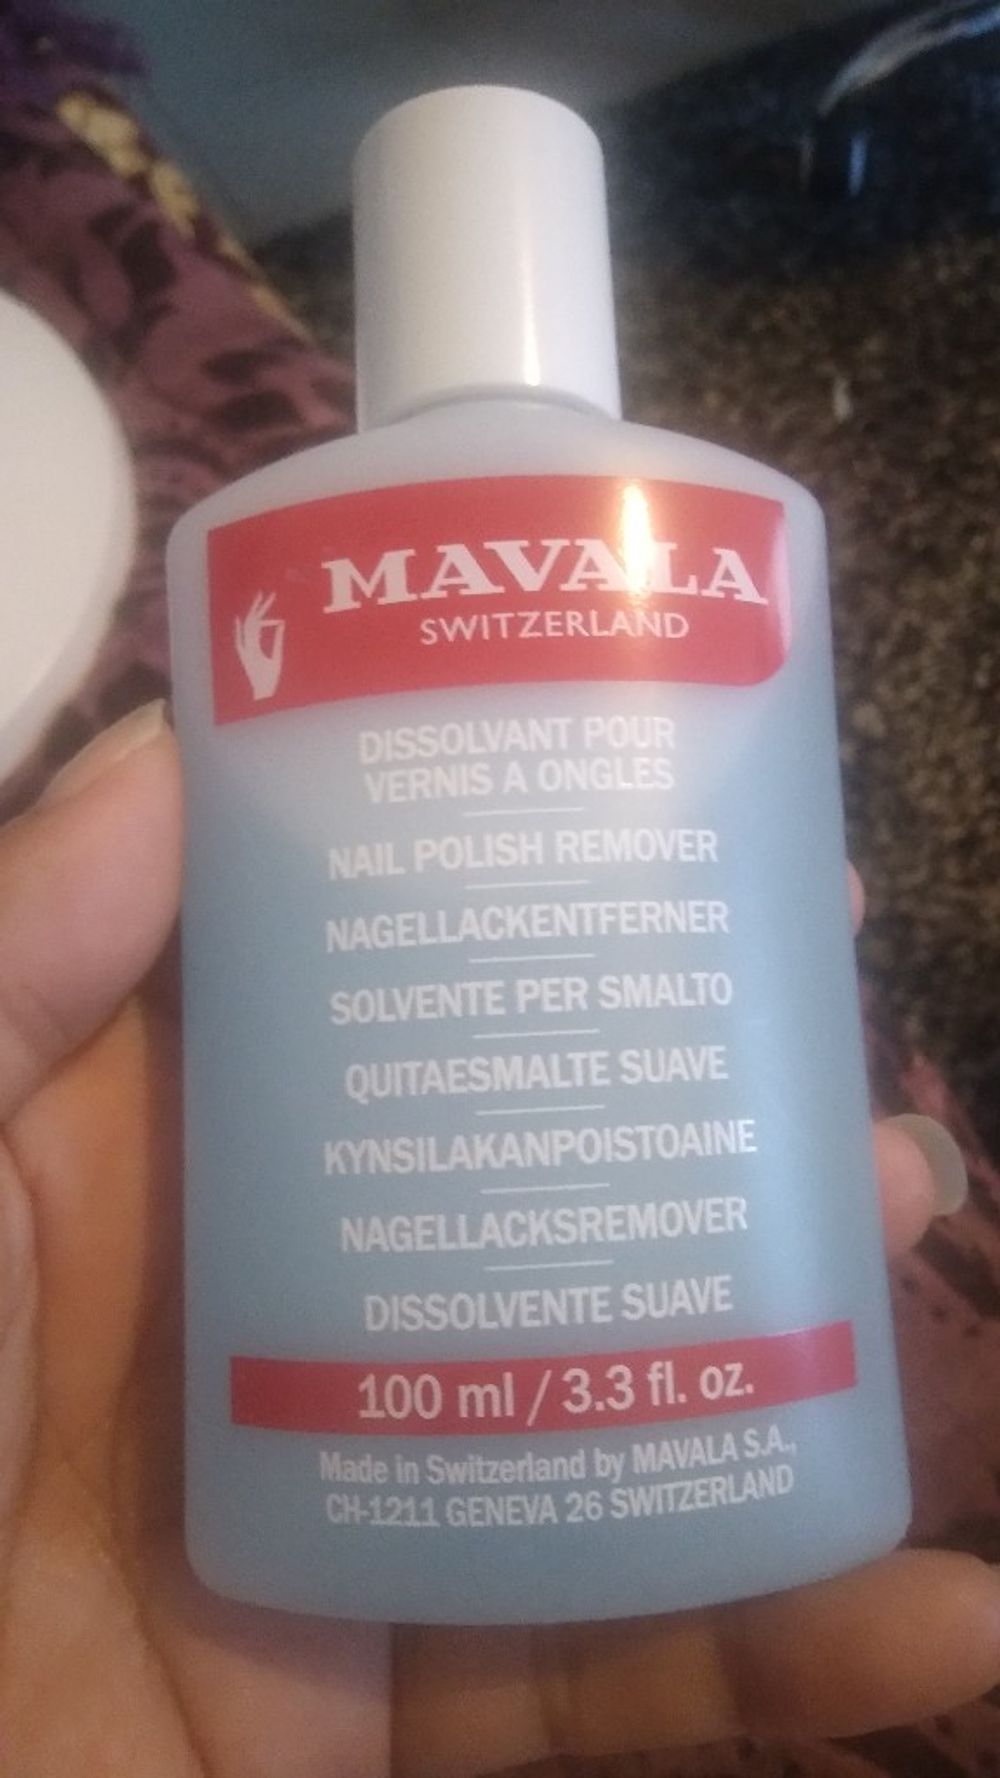 MAVALA
SWITZERLAND
DISSOLVANT POUR
VERNIS A ONGLES
NAIL POLISH REMOVER
NAGELLACKENTFERNER
SOLVENTE PER SMALTO
QUITAESMALTE SUAVE
KYNSILAKANPOISTOAINE
NAGELLACKSREMOVER
DISSOLVENTE SUAVE
100 ml / 3.3 fl. oz.
Made in Switzerland by MAVALA S.A.,
CH-1211 GENEVA 26 SWITZERLAND